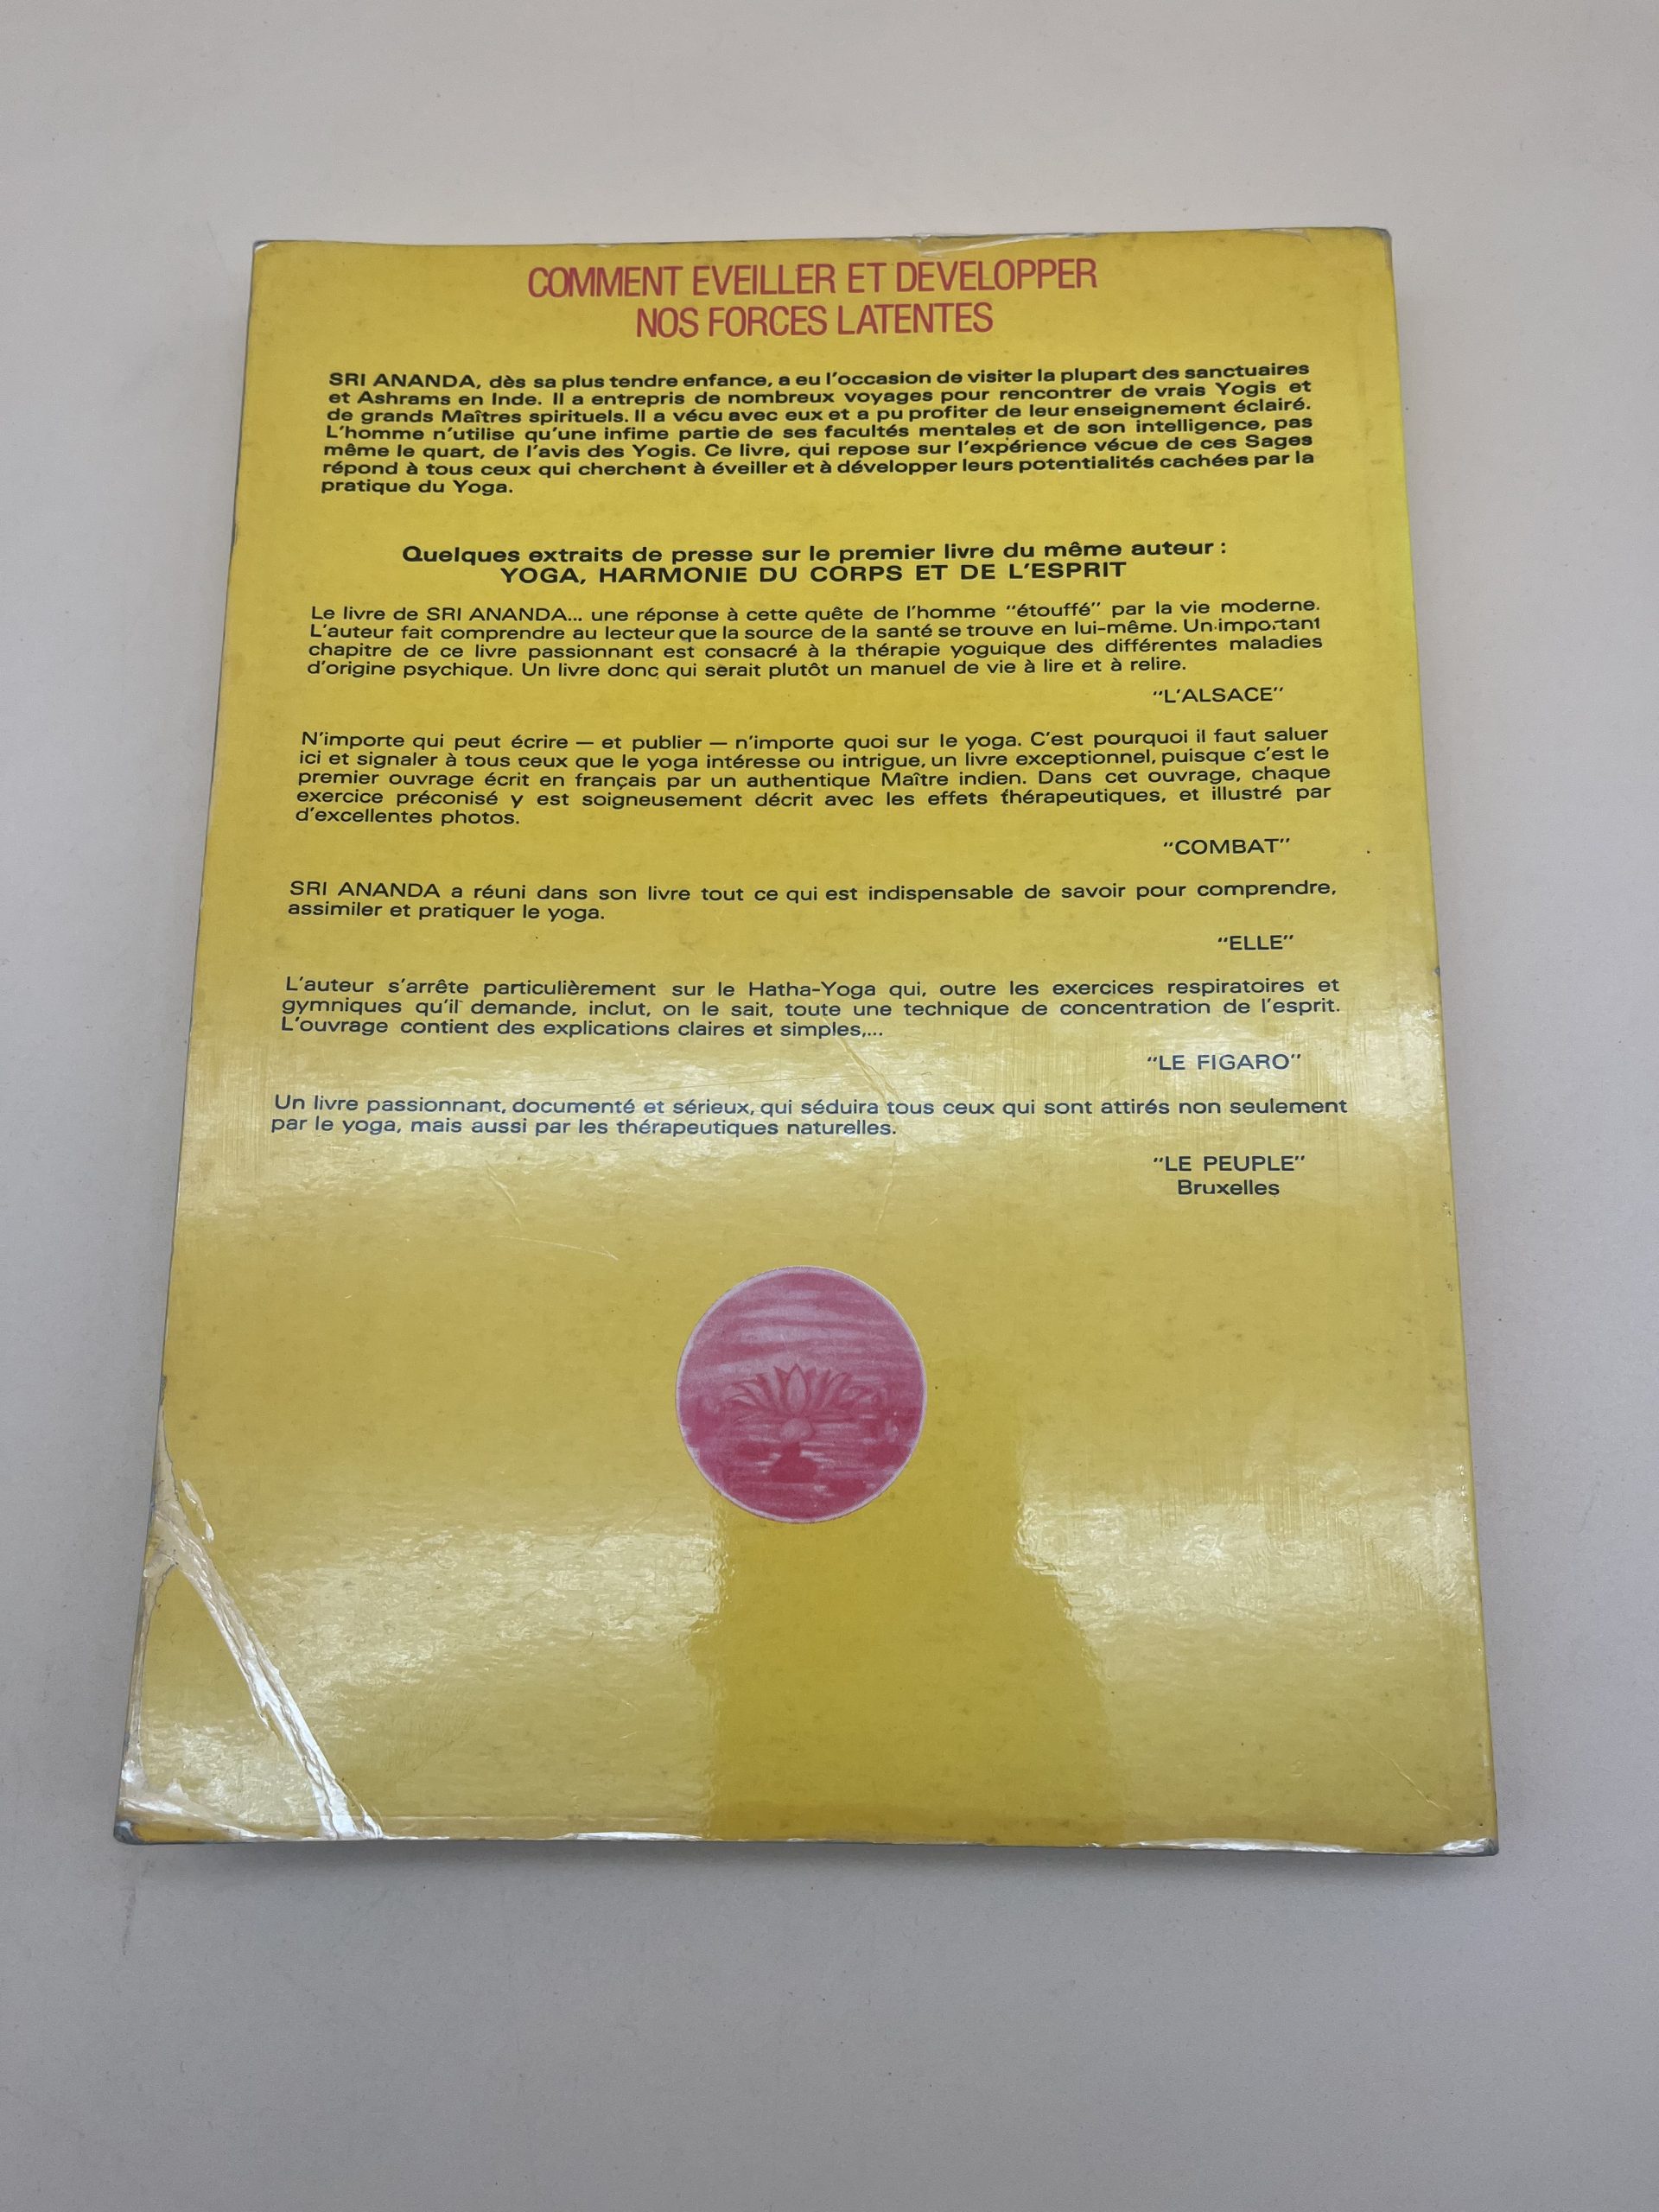 COMMENT EVEILLER ET DEVELOPPER
NOS FORCES LATENTES
SRI ANANDA, dès sa plus tendre enfance, a eu l'occasion de visiter la plupart des sanctuaires
et Ashrams en Inde. Il a entrepris de nombreux voyages pour rencontrer de vrais Yogis et
de grands Maîtres spirituels. Il a vécu avec eux et a pu profiter de leur enseignement éclairé.
L'homme n'utilise qu'une infime partie de ses facultés mentales et de son intelligence, pas
même le quart, de l'avis des Yogis. Ce livre, qui repose sur l'expérience vécue de ces Sages
répond à tous ceux qui cherchent à éveiller et à développer leurs potentialités cachées par la
pratique du Yoga.
Quelques extraits de presse sur le premier livre du même auteur :
YOGA, HARMONIE DU CORPS ET DE L'ESPRIT
Le livre de SRI ANANDA... une réponse à cette quête de l'homme "étouffé" par la vie moderne.
L'auteur fait comprendre au lecteur que la source de la santé se trouve en lui-même. Un important
chapitre de ce livre passionnant est consacré à la thérapie yoguique des différentes maladies
d'origine psychique. Un livre donc qui serait plutôt un manuel de vie à lire et à relire.
"L'ALSACE"
N'importe qui peut écrire — et publier — n'importe quoi sur le yoga. C'est pourquoi il faut saluer
ici et signaler à tous ceux que le yoga intéresse ou intrigue, un livre exceptionnel, puisque c'est le
premier ouvrage écrit en français par un authentique Maître indien. Dans cet ouvrage, chaque
exercice préconisé y est soigneusement décrit avec les effets thérapeutiques, et illustré par
d'excellentes photos.
"COMBAT"
SRI ANANDA a réuni dans son livre tout ce qui est indispensable de savoir pour comprendre,
assimiler et pratiquer le yoga.
"ELLE"
L'auteur s'arrête particulièrement sur le Hatha-Yoga qui, outre les exercices respiratoires et
gymniques qu'il demande, inclut, on le sait, toute une technique de concentration de l'esprit.
L'ouvrage contient des explications claires et simples,...
"LE FIGARO"
Un livre passionnant, documenté et sérieux, qui séduira tous ceux qui sont attirés non seulement
par le yoga, mais aussi par les thérapeutiques naturelles.
"LE PEUPLE"
Bruxelles